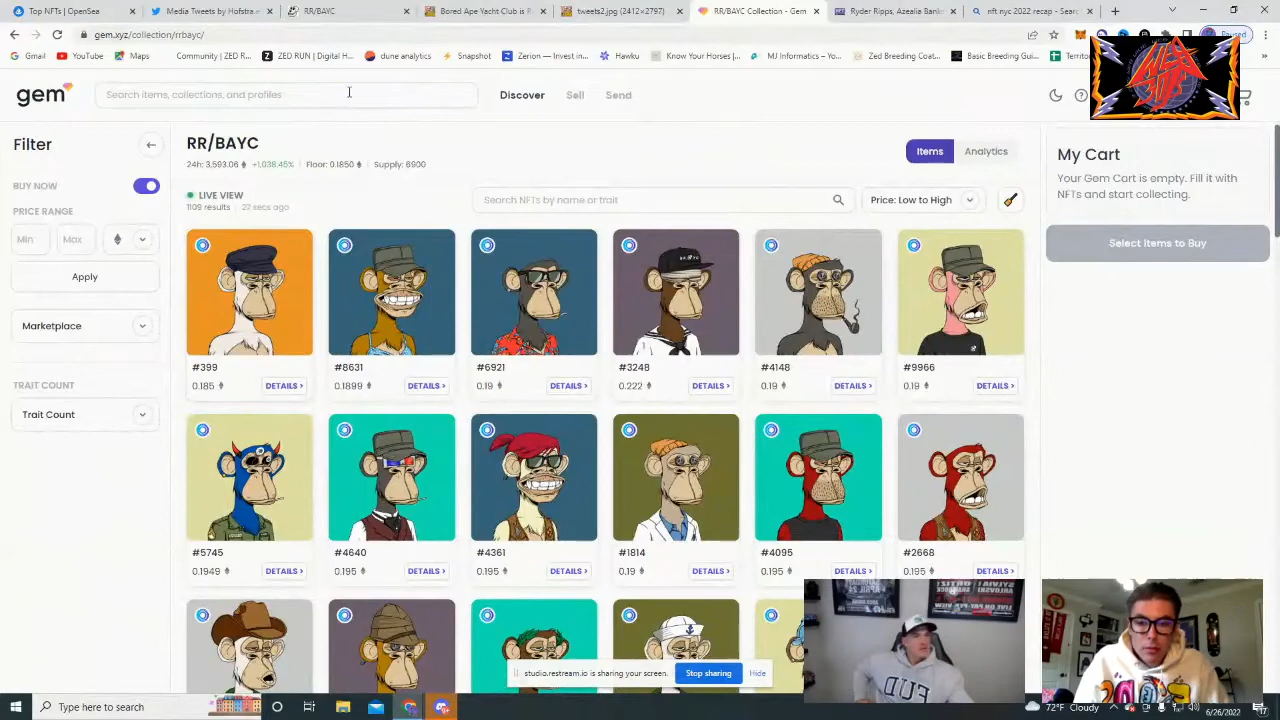 Top NFTs | OpenSea
Media Tweets by Hofstra.e
RR/BAYC
Bored Ape Yacht Club is R
tweets2.jpg (2412×2797)
RR/BAYC Collection - Gem
Ryder Ripps; Azealia Banks
nft nyc 2022 recap - Searc
gem.xyz/collection/rrbayc/
Paused
Gmail
YouTube
Maps
Community | ZED R
ZED RUN | Digital H...
Analytics
Snapshot
Zerion – Invest in...
Hawku
Know Your Horses |...
MJ Informatics – Yo...
Zed Breeding Coat...
Basic Breeding Gui...
Territor
gem
Search items, collections, and profiles
Discover
Sell
Send
Filter
BUY NOW
PRICE RANGE
Min
Max
Apply
Marketplace
TRAIT COUNT
Trait Count
RR/BAYC
24h: 3,593.06 +1,038.45% Floor: 0.1850 Supply: 6900
Items
Analytics
LIVE VIEW
1109 results 27 secs ago
Search NFTs by name or trait
Price: Low to High
My Cart
Your Gem Cart is empty. Fill it with
NFTs and start collecting.
Select Items to Buy
#399
0.185 DETAILS >
#8631
0.1899 DETAILS >
#6921
0.19 DETAILS >
#3248
0.222 DETAILS >
#4148
0.19 DETAILS >
#9966
0.19 DETAILS >
#5745
0.1949 DETAILS >
#4640
0.195 DETAILS >
#4361
0.195 DETAILS >
#1814
0.19 DETAILS >
#4095
0.195 DETAILS >
#2668
0.195 DETAILS >
studio.restream.io is sharing your screen.
Stop sharing
Hide
FUD
Type here to search
72°F Cloudy
6/26/2022
17